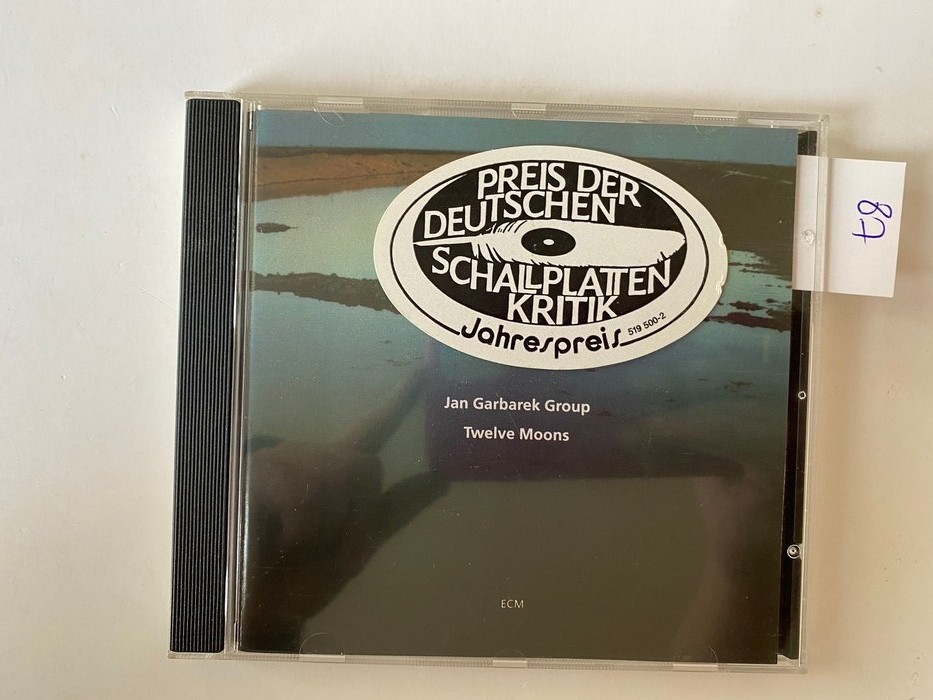 PREIS DER
DEUTSCHEN
SCHALLPLATTEN
KRITIK
Jahrespreis 519 500-2
Jan Garbarek Group
Twelve Moons
ECM
87